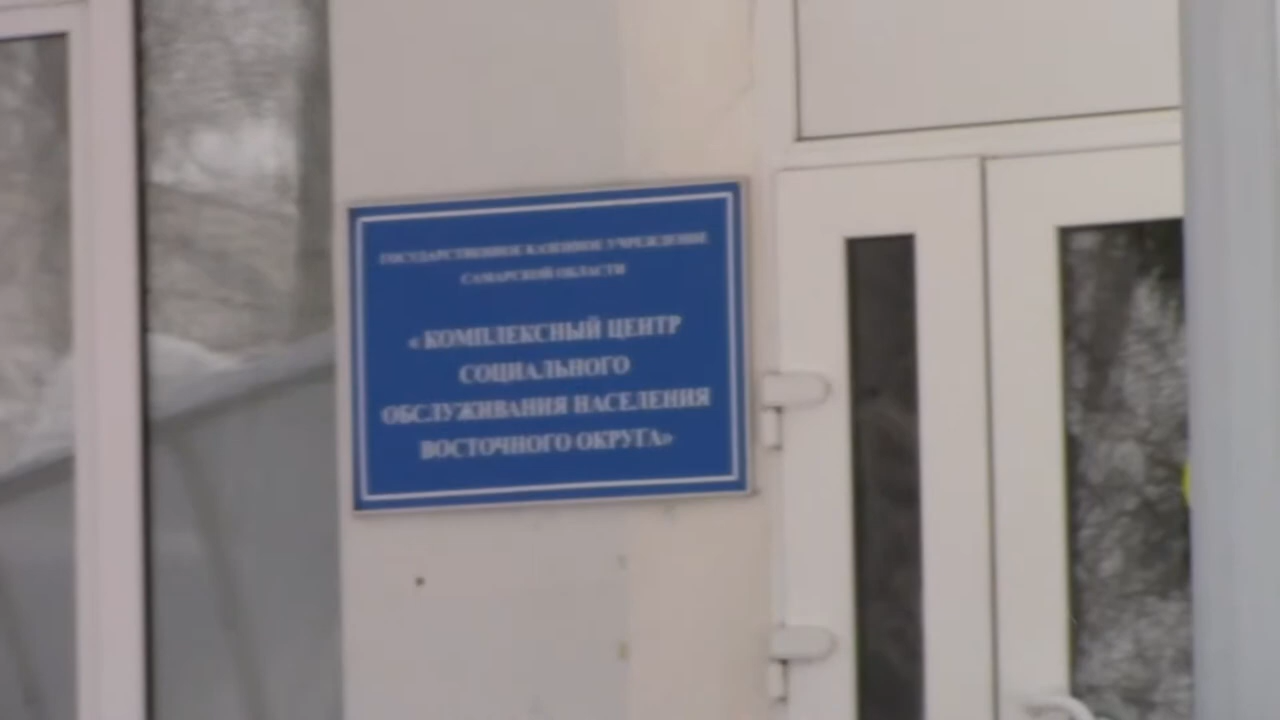 ГОСУДАРСТВЕННОЕ КАЗЕННОЕ УЧРЕЖДЕНИЕ
САМАРСКОЙ ОБЛАСТИ
«КОМПЛЕКСНЫЙ ЦЕНТР
СОЦИАЛЬНОГО
ОБСЛУЖИВАНИЯ НАСЕЛЕНИЯ
ВОСТОЧНОГО ОКРУГА»